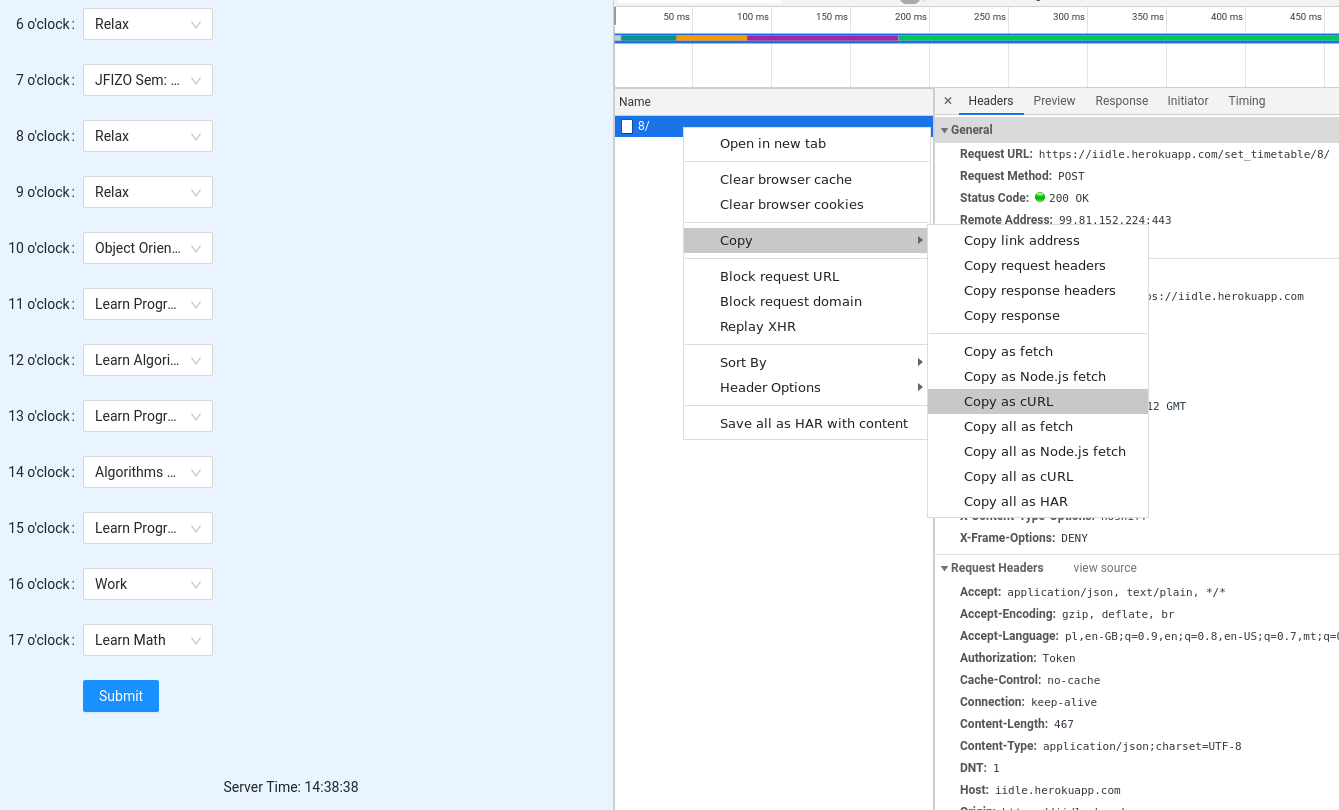 6 o'clock: Relax
7 o'clock: JFIZO Sem: ...
8 o'clock: Relax
9 o'clock: Relax
10 o'clock: Object Orien...
11 o'clock: Learn Progr...
12 o'clock: Learn Algori...
13 o'clock: Learn Progr...
14 o'clock: Algorithms ...
15 o'clock: Learn Progr...
16 o'clock: Work
17 o'clock: Learn Math
Submit
Server Time: 14:38:38
50 ms 100 ms 150 ms 200 ms 250 ms 300 ms 350 ms 400 ms 450 ms
Name
8/
Open in new tab
Clear browser cache
Clear browser cookies
Copy
Block request URL
Block request domain
Replay XHR
Sort By
Header Options
Save all as HAR with content
Copy link address
Copy request headers
Copy response headers
Copy response
Copy as fetch
Copy as Node.js fetch
Copy as cURL
Copy all as fetch
Copy all as Node.js fetch
Copy all as cURL
Copy all as HAR
× Headers Preview Response Initiator Timing
General
Request URL: https://iidle.herokuapp.com/set_timetable/8/
Request Method: POST
Status Code: 200 OK
Remote Address: 99.81.152.224:443
ps://iidle.herokuapp.com
12 GMT
X-Frame-Options: DENY
Request Headers view source
Accept: application/json, text/plain, */*
Accept-Encoding: gzip, deflate, br
Accept-Language: pl,en-GB;q=0.9,en;q=0.8,en-US;q=0.7,mt;q=0
Authorization: Token
Cache-Control: no-cache
Connection: keep-alive
Content-Length: 467
Content-Type: application/json;charset=UTF-8
DNT: 1
Host: iidle.herokuapp.com